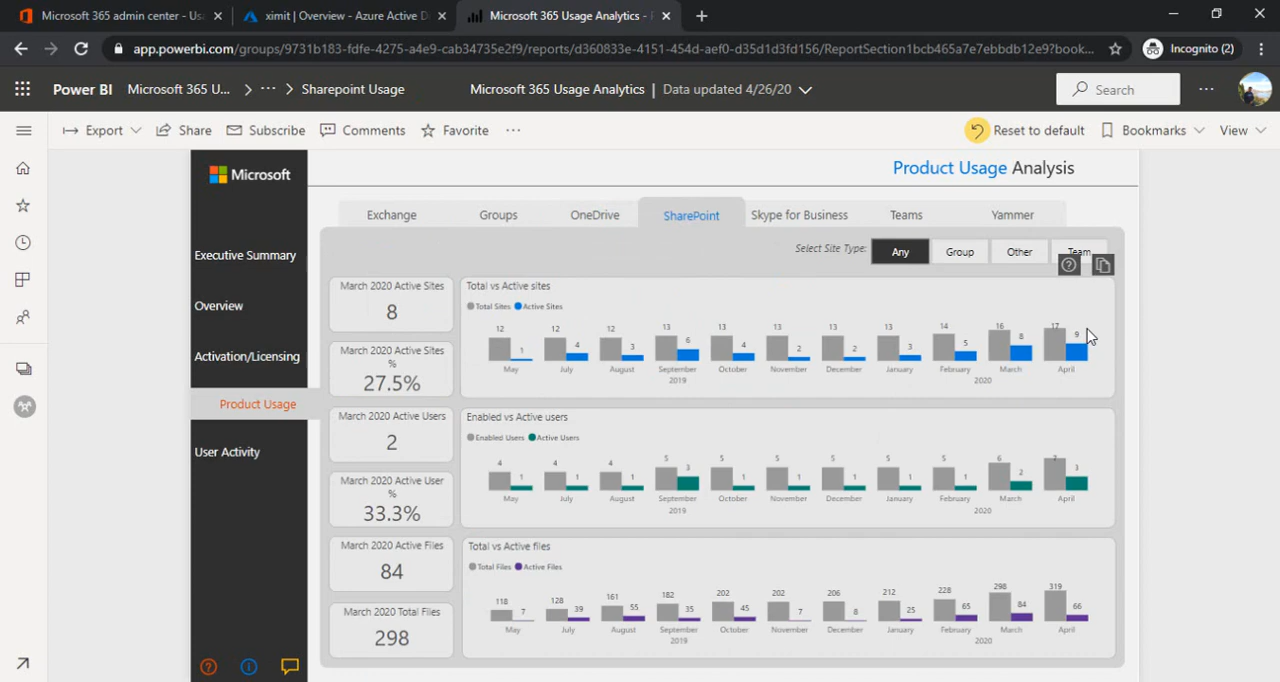 Microsoft 365 admin center - Usa
ximit | Overview - Azure Active D
Microsoft 365 Usage Analytics -
app.powerbi.com/groups/9731b183-fdfe-4275-a4e9-cab34735e2f9/reports/d360833e-4151-454d-aef0-d35d1d3fd156/ReportSection1bcb465a7e7ebbdb12e9?book...
Incognito (2)
Power BI
Microsoft 365 U...
Sharepoint Usage
Microsoft 365 Usage Analytics | Data updated 4/26/20
Search
Export
Share
Subscribe
Comments
Favorite
Reset to default
Bookmarks
View
Microsoft
Product Usage Analysis
Executive Summary
Overview
Activation/Licensing
Product Usage
User Activity
Exchange Groups OneDrive SharePoint Skype for Business Teams Yammer
Select Site Type: Any Group Other Team
March 2020 Active Sites
8
March 2020 Active Sites
%
27.5%
March 2020 Active Users
2
March 2020 Active User
%
33.3%
March 2020 Active Files
84
March 2020 Total Files
298
Total vs Active sites
Total Sites Active Sites
12 1 12 4 12 3 13 6 13 4 13 2 13 2 13 3 14 5 16 8 17 9
May July August September October November December January February March April
2019 2020
Enabled vs Active users
Enabled Users Active Users
4 1 4 1 4 1 5 3 5 1 5 1 5 1 5 1 5 1 6 2 7 3
May July August September October November December January February March April
2019 2020
Total vs Active files
Total Files Active Files
118 7 128 39 161 55 182 35 202 45 202 7 206 8 212 25 228 65 298 84 319 66
May July August September October November December January February March April
2019 2020